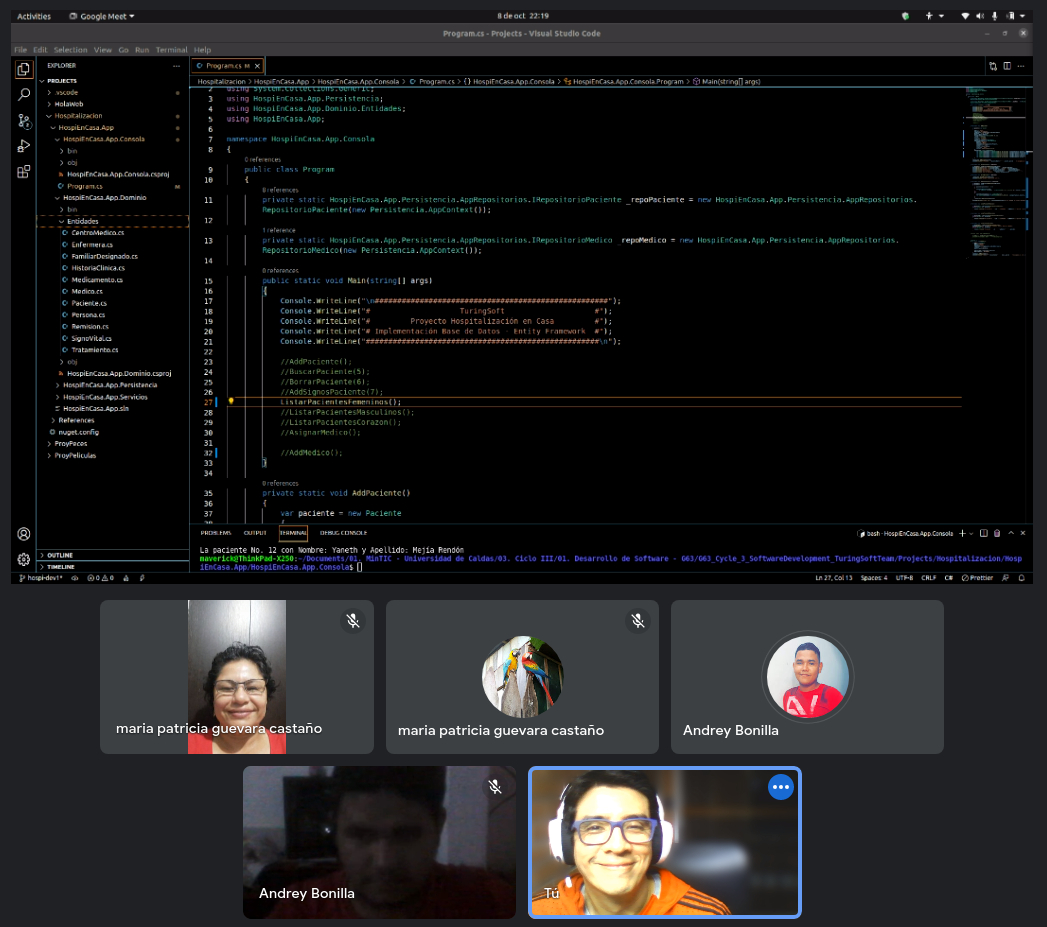 Activities Google Meet 8 de oct 22:19
Program.cs - Projects - Visual Studio Code
File Edit Selection View Go Run Terminal Help
EXPLORER
PROJECTS
.vscode
HolaWeb
Hospitalizacion
HospiEnCasa.App
HospiEnCasa.App.Consola
bin
obj
HospiEnCasa.App.Consola.csproj
Program.cs M
HospiEnCasa.App.Dominio
bin
Entidades
CentroMedico.cs
Enfermera.cs
FamiliarDesignado.cs
HistoriaClinica.cs
Medicamento.cs
Medico.cs
Paciente.cs
Persona.cs
Remision.cs
SignoVital.cs
Tratamiento.cs
obj
HospiEnCasa.App.Dominio.csproj
HospiEnCasa.App.Persistencia
HospiEnCasa.App.Servicios
HospiEnCasa.App.sln
References
nuget.config
ProyPeces
ProyPeliculas
OUTLINE
TIMELINE
Program.cs M
Hospitalizacion > HospiEnCasa.App > HospiEnCasa.App.Consola > Program.cs > {} HospiEnCasa.App.Consola > HospiEnCasa.App.Consola.Program > Main(string[] args)
2 using System.Collections.Generic;
3 using HospiEnCasa.App.Persistencia;
4 using HospiEnCasa.App.Dominio.Entidades;
5 using HospiEnCasa.App;
6
7 namespace HospiEnCasa.App.Consola
8 {
0 references
9 public class Program
10 {
8 references
11 private static HospiEnCasa.App.Persistencia.AppRepositorios.IRepositorioPaciente _repoPaciente = new HospiEnCasa.App.Persistencia.AppRepositorios.
RepositorioPaciente(new Persistencia.AppContext());
12
1 reference
13 private static HospiEnCasa.App.Persistencia.AppRepositorios.IRepositorioMedico _repoMedico = new HospiEnCasa.App.Persistencia.AppRepositorios.
RepositorioMedico(new Persistencia.AppContext());
14
0 references
15 public static void Main(string[] args)
16 {
17 Console.WriteLine("\n####################################################");
18 Console.WriteLine("# TuringSoft #");
19 Console.WriteLine("# Proyecto Hospitalización en Casa #");
20 Console.WriteLine("# Implementación Base de Datos - Entity Framework #");
21 Console.WriteLine("####################################################\n");
22
23 //AddPaciente();
24 //BuscarPaciente(5);
25 //BorrarPaciente(6);
26 //AddSignosPaciente(7);
27 ListarPacientesFemeninos();
28 //ListarPacientesMasculinos();
29 //ListarPacientesCorazon();
30 //AsignarMedico();
31
32 //AddMedico();
33 }
34
0 references
35 private static void AddPaciente()
36 {
37 var paciente = new Paciente
38 {
PROBLEMS OUTPUT TERMINAL DEBUG CONSOLE bash - HospiEnCasa.App.Consola
La paciente No. 12 con Nombre: Yaneth y Apellido: Mejia Rendón
maverick@ThinkPad-X250:~/Documents/01. MinTIC - Universidad de Caldas/03. Ciclo III/01. Desarrollo de Software - G63/G63_Cycle_3_SoftwareDevelopment_TuringSoftTeam/Projects/Hospitalizacion/Hosp
iEnCasa.App/HospiEnCasa.App.Consola$
hospi-dev1* 0 0 Ln 27, Col 13 Spaces: 4 UTF-8 CRLF C# Prettier
maria patricia guevara castaño
maria patricia guevara castaño
Andrey Bonilla
Andrey Bonilla
Tú